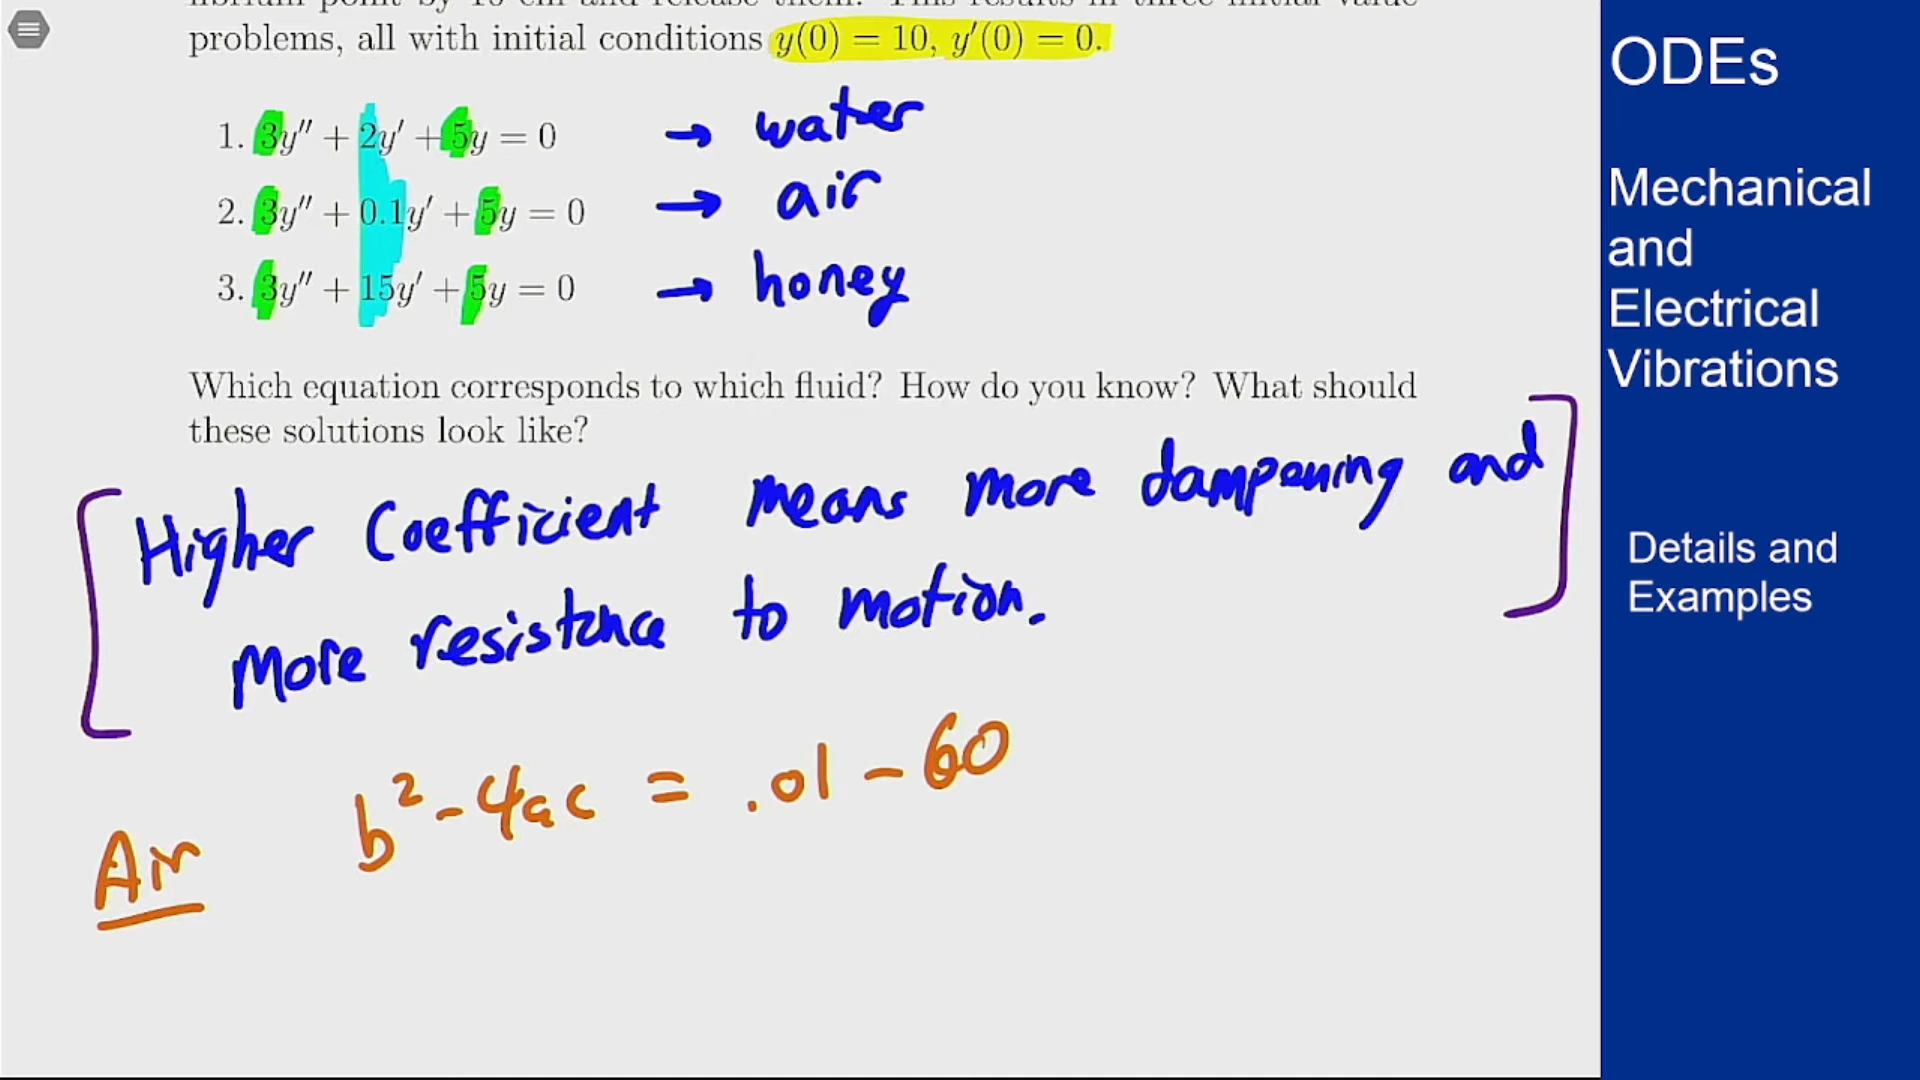 problems, all with initial conditions y(0) = 10, y′(0) = 0.
1. 3y″ + 2y′ + 5y = 0 → water
2. 3y″ + 0.1y′ + 5y = 0 → air
3. 3y″ + 15y′ + 5y = 0 → honey
Which equation corresponds to which fluid? How do you know? What should
these solutions look like?
[Higher Coefficient means more dampening and
More resistance to motion.]
Air b² - 4ac = .01 - 60
ODEs
Mechanical
and
Electrical
Vibrations
Details and
Examples